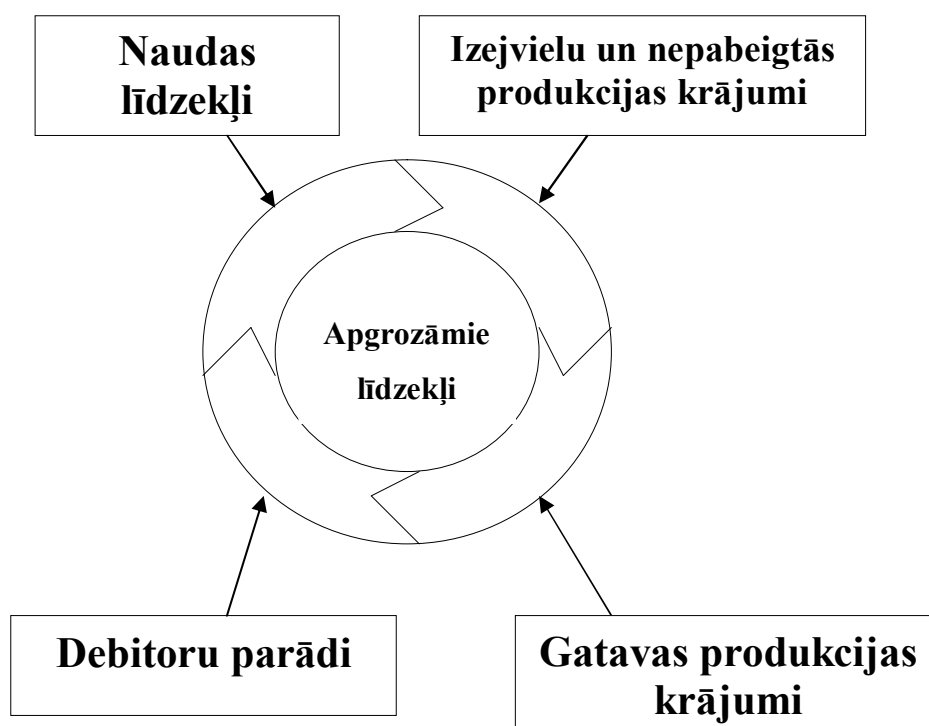 Naudas
līdzekļi
Izejvielu un nepabeigtās
produkcijas krājumi
Apgrozāmie
līdzekļi
Debitoru parādi
Gatavas produkcijas
krājumi